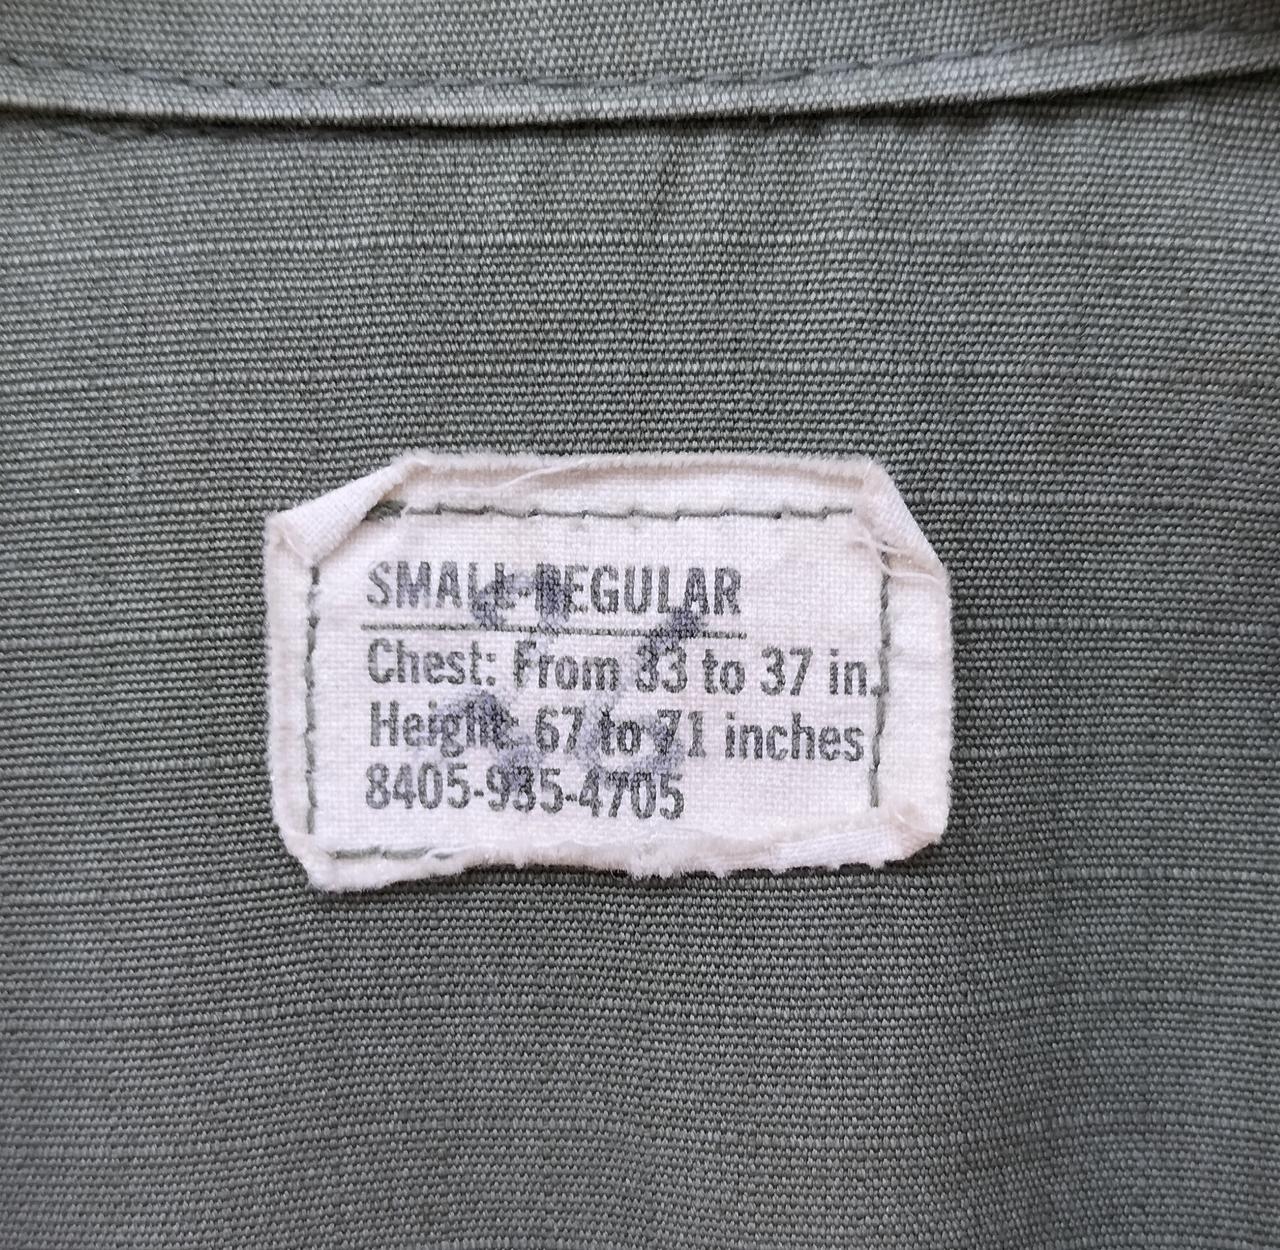 SMALL-REGULAR
Chest: From 33 to 37 in.
Height: 67 to 71 inches
8405-935-4705